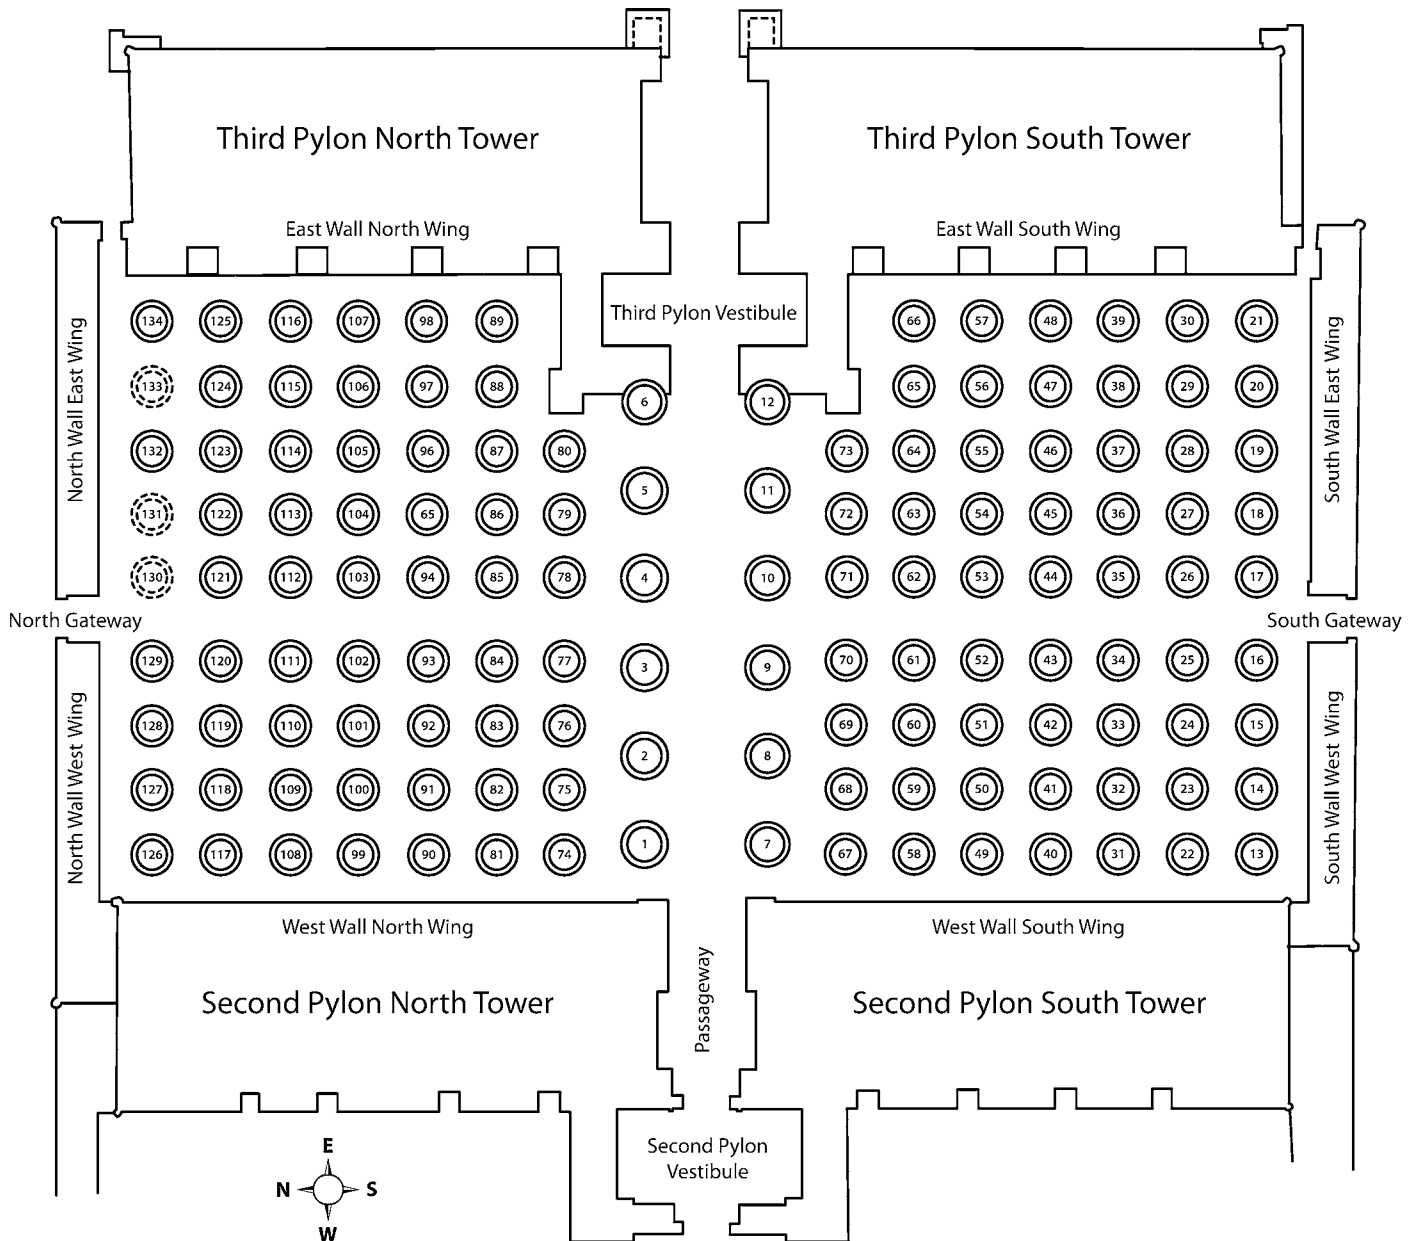 Third Pylon North Tower
Third Pylon South Tower
East Wall North Wing
East Wall South Wing
Third Pylon Vestibule
North Wall East Wing
South Wall East Wing
134 125 116 107 98 89 66 57 48 39 30 21
133 124 115 106 97 88 6 12 65 56 47 38 29 20
132 123 114 105 96 87 80 73 64 55 46 37 28 19
5 11
131 122 113 104 65 86 79 72 63 54 45 36 27 18
130 121 112 103 94 85 78 4 10 71 62 53 44 35 26 17
North Gateway
South Gateway
129 120 111 102 93 84 77 3 9 70 61 52 43 34 25 16
128 119 110 101 92 83 76 69 60 51 42 33 24 15
2 8
127 118 109 100 91 82 75 68 59 50 41 32 23 14
126 117 108 99 90 81 74 1 7 67 58 49 40 31 22 13
North Wall West Wing
South Wall West Wing
West Wall North Wing
West Wall South Wing
Second Pylon North Tower
Passageway
Second Pylon South Tower
Second Pylon
Vestibule
E
N S
W